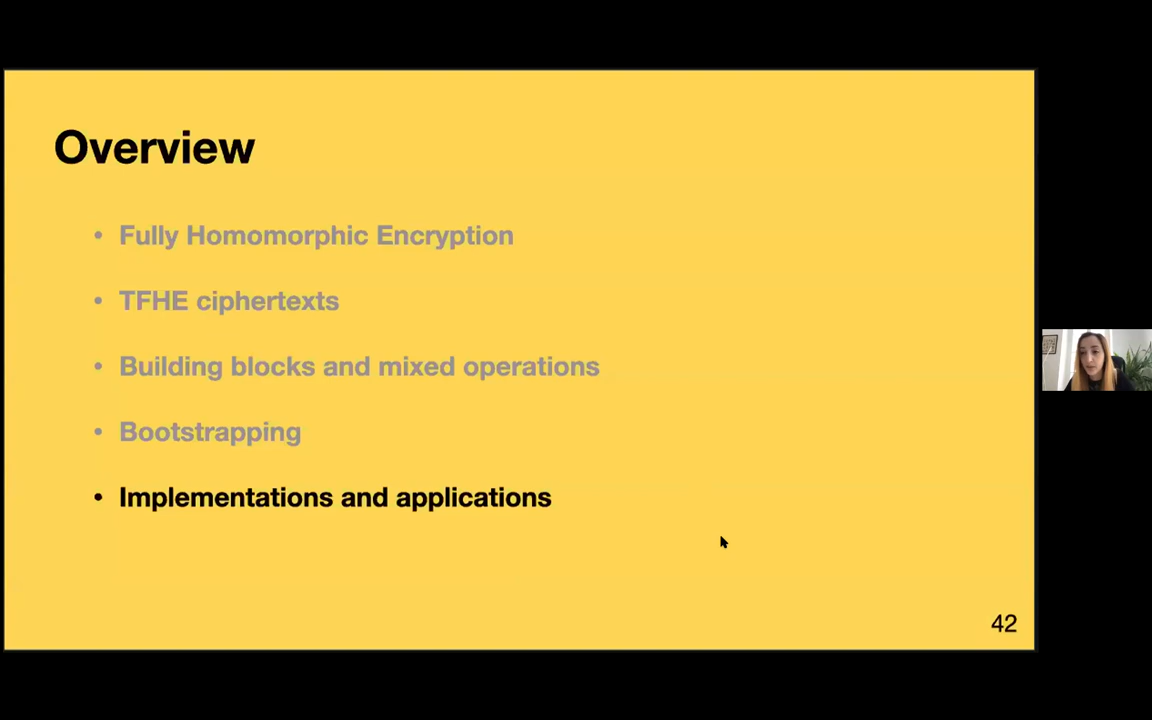 Overview
• Fully Homomorphic Encryption
• TFHE ciphertexts
• Building blocks and mixed operations
• Bootstrapping
• Implementations and applications
42